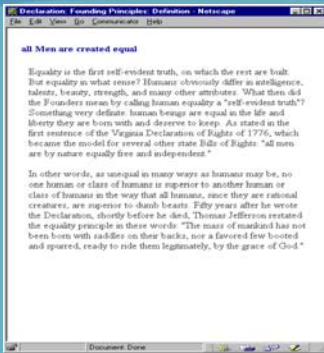 Declaration: Founding Principles: Definition - Netscape
File Edit View Go Communicator Help
all Men are created equal
Equality is the first self-evident truth, on which the rest are built.
But equality in what sense? Humans obviously differ in intelligence,
talents, beauty, strength, and many other attributes. What then did
the Founders mean by calling human equality a "self-evident truth"?
Something very definite: human beings are equal in the life and
liberty they are born with and deserve to keep. As stated in the
first sentence of the Virginia Declaration of Rights of 1776, which
became the model for several other state Bills of Rights: "all men
are by nature equally free and independent."
In other words, as unequal in many ways as humans may be, no
one human or class of humans is superior to another human or
class of humans in the way that all humans, since they are rational
creatures, are superior to dumb beasts. Fifty years after he wrote
the Declaration, shortly before he died, Thomas Jefferson restated
the equality principle in these words: "The mass of mankind has not
been born with saddles on their backs, nor a favored few booted
and spurred, ready to ride them legitimately, by the grace of God."
Document: Done